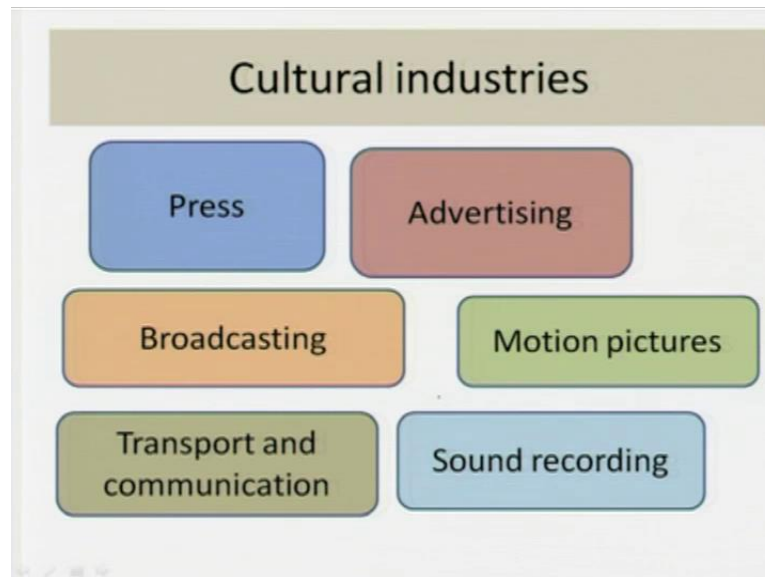 Cultural industries
Press
Advertising
Broadcasting
Motion pictures
Transport and
communication
Sound recording